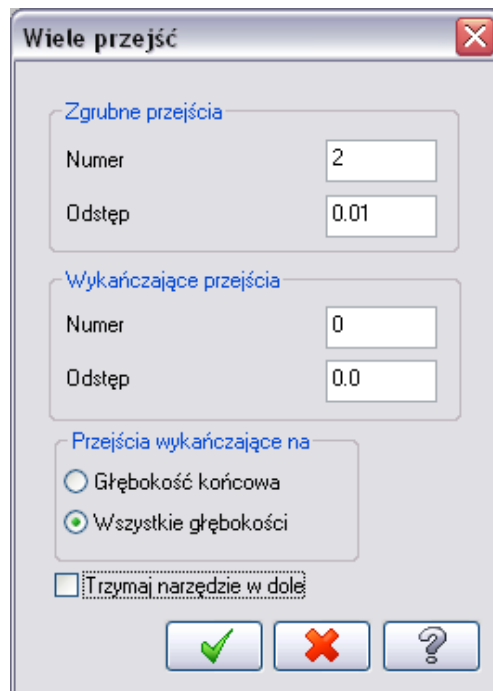 Wiele przejść
Zgrubne przejścia
Numer 2
Odstęp 0.01
Wykańczające przejścia
Numer 0
Odstęp 0.0
Przejścia wykańczające na
Głębokość końcowa
Wszystkie głębokości
Trzymaj narzędzie w dole